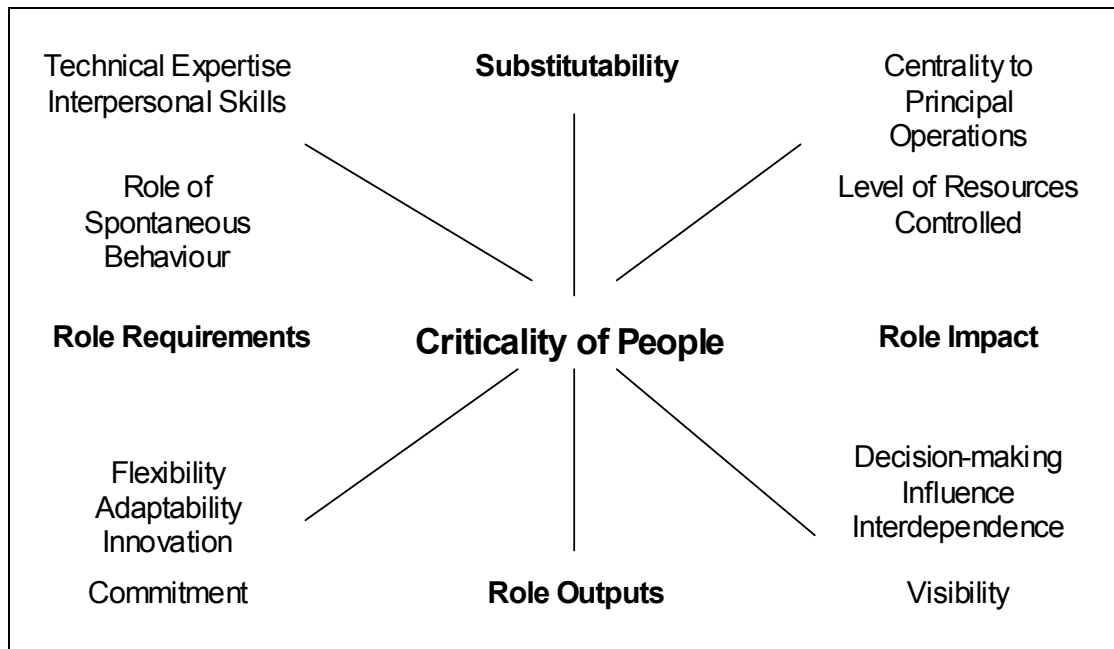 Technical Expertise
Interpersonal Skills
Substitutability
Centrality to
Principal
Operations
Role of
Spontaneous
Behaviour
Level of Resources
Controlled
Role Requirements
Criticality of People
Role Impact
Flexibility
Adaptability
Innovation
Decision-making
Influence
Interdependence
Commitment
Role Outputs
Visibility